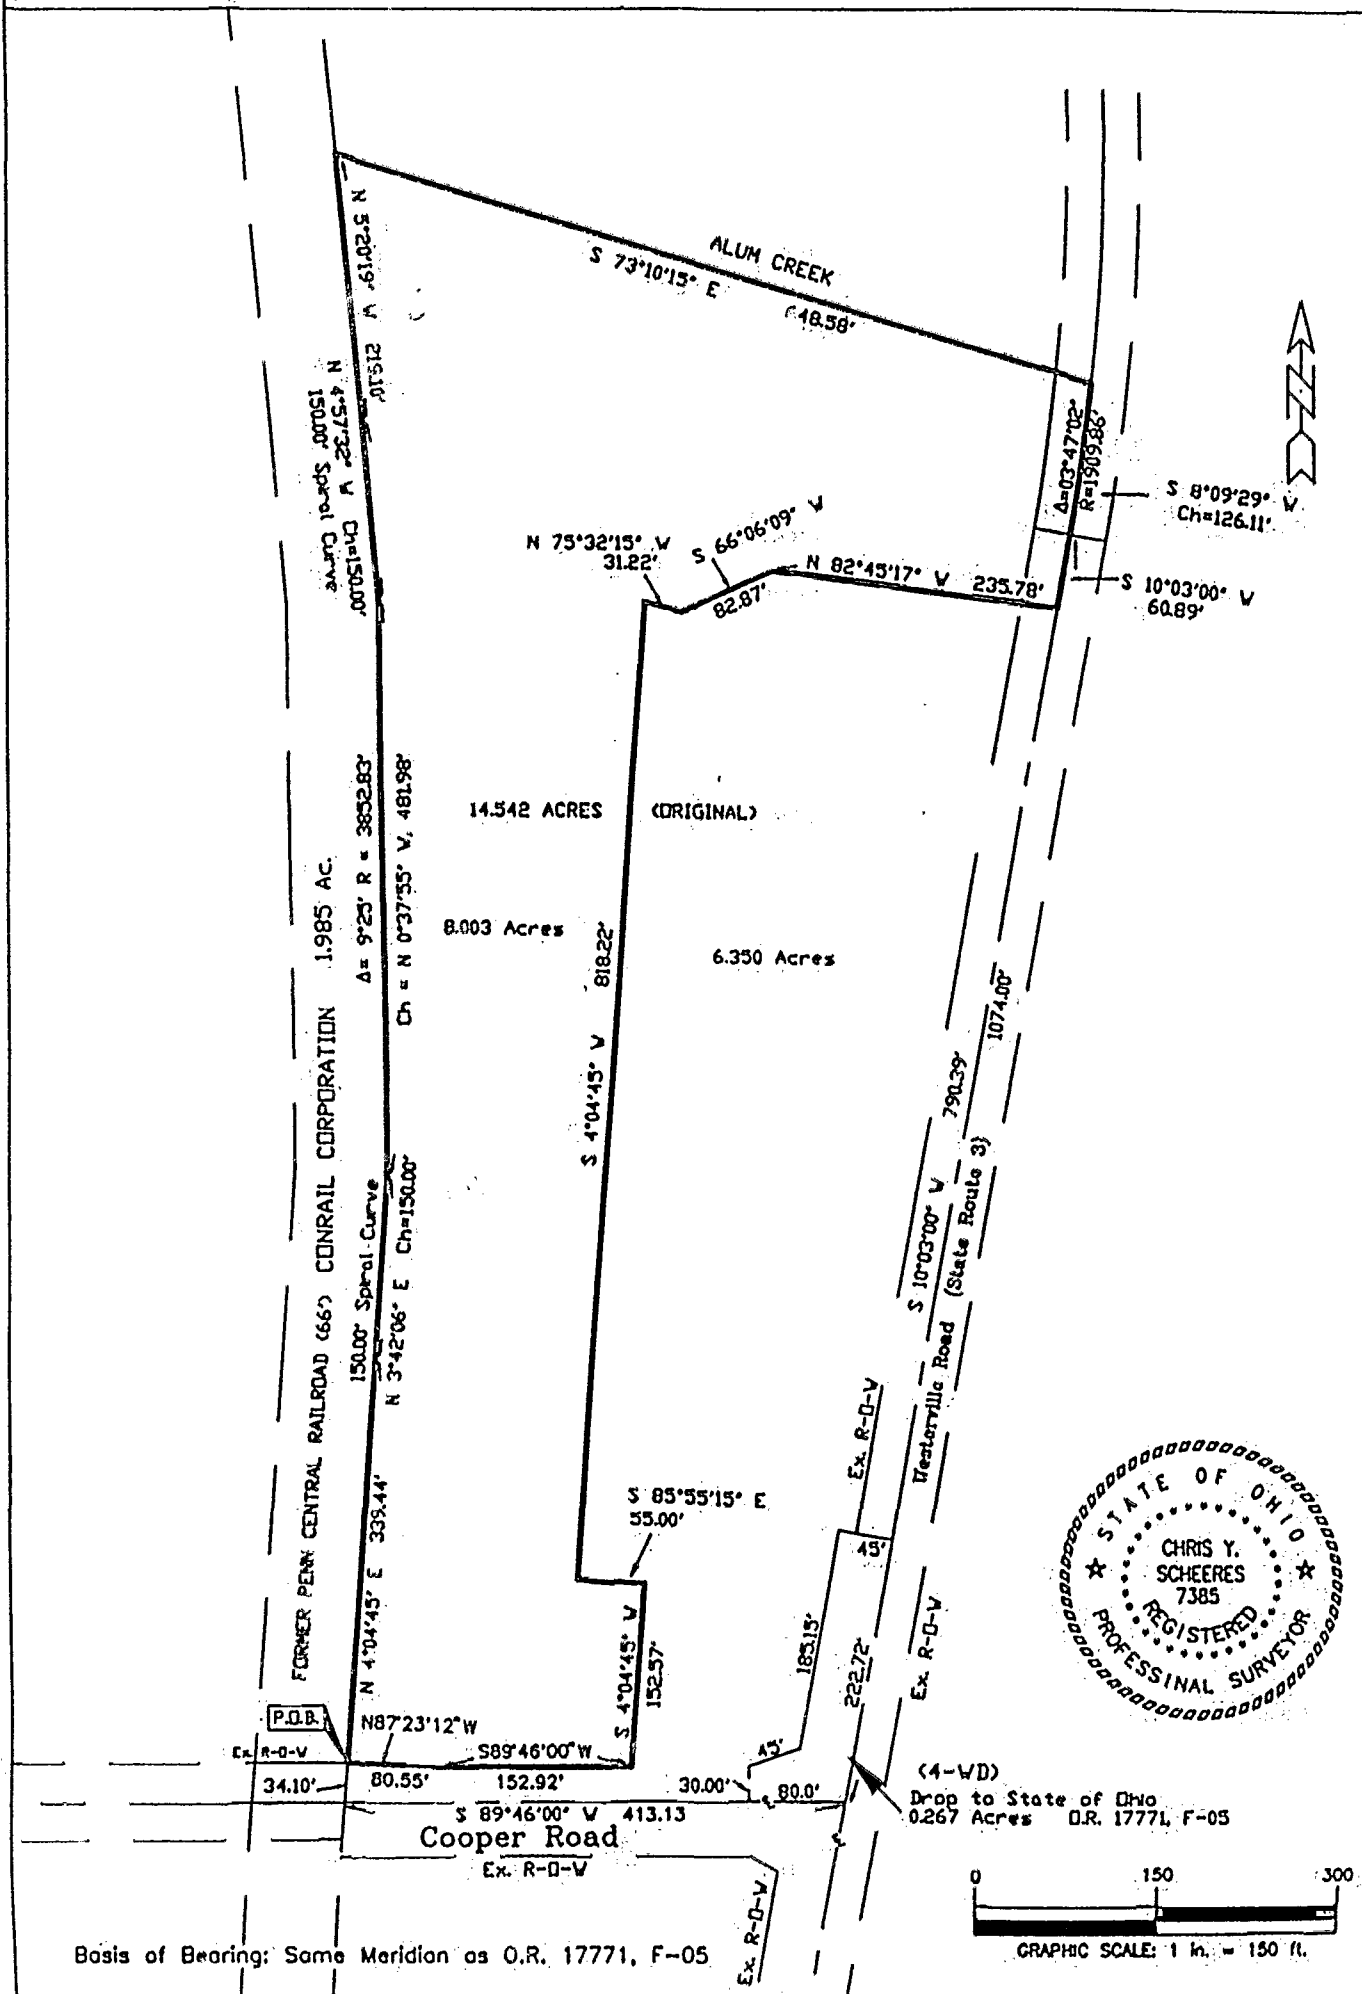 ALUM CREEK
S 73°10'15" E
48.58'
N 5°20'19" W 219.10'
N 4°57'32" W Ch=150.00'
150.00' Spiral Curve
Δ=03°47'02"
R=1909.86'
S 8°09'29" W
Ch=126.11'
N 75°32'15" W
31.22'
S 66°06'09" W
82.87'
N 82°45'17" W 235.78'
S 10°03'00" W
60.89'
14.542 ACRES (ORIGINAL)
8.003 Acres
6.350 Acres
Δ= 9°25' R = 3852.83'
Ch = N 0°37'55" W, 481.98'
FORMER PENN CENTRAL RAILROAD (66') CONRAIL CORPORATION 1.985 Ac.
S 4°04'45" W 818.22'
S 10°03'00" W 790.39'
1074.00'
Westerville Road (State Route 3)
150.00' Spiral Curve
N 3°42'06" E Ch=150.00'
N 4°04'45" E 339.44'
S 85°55'15" E
55.00'
S 4°04'45" W
152.57'
Ex. R-O-W
45'
185.15'
222.72'
Ex. R-O-W
STATE OF OHIO
CHRIS Y.
SCHEERES
7385
REGISTERED
PROFESSINAL SURVEYOR
P.O.B.
N87°23'12"W
S89°46'00"W
Ex. R-O-W
34.10'
80.55'
152.92'
45'
30.00'
80.0'
S 89°46'00" W 413.13
Cooper Road
Ex. R-O-W
(4-WD)
Drop to State of Ohio
0.267 Acres O.R. 17771, F-05
Ex. R-O-W
0 150 300
GRAPHIC SCALE: 1 in. = 150 ft.
Basis of Bearing: Same Meridian as O.R. 17771, F-05